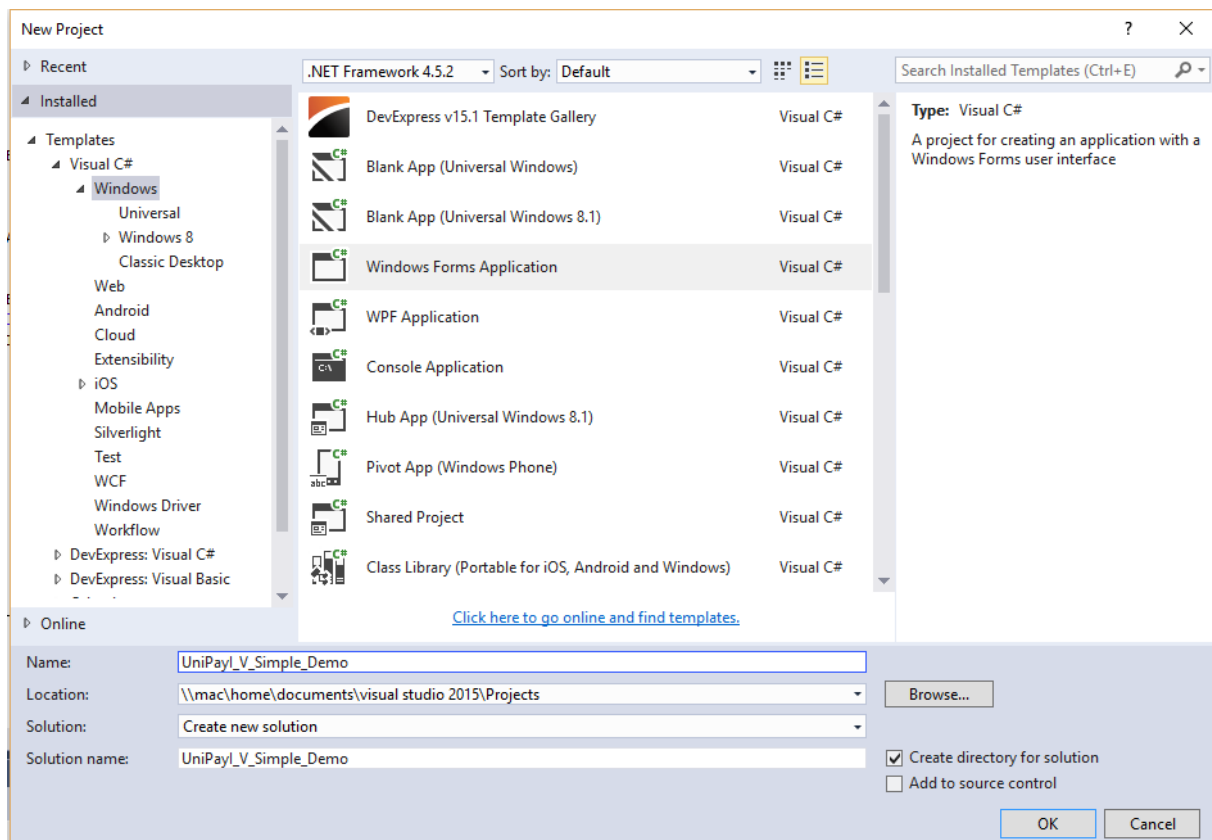 New Project ?
Recent
Installed
.NET Framework 4.5.2 Sort by: Default
Search Installed Templates (Ctrl+E)
Templates
Visual C#
Windows
Universal
Windows 8
Classic Desktop
Web
Android
Cloud
Extensibility
iOS
Mobile Apps
Silverlight
Test
WCF
Windows Driver
Workflow
DevExpress: Visual C#
DevExpress: Visual Basic
Online
DevExpress v15.1 Template Gallery Visual C#
C# Blank App (Universal Windows) Visual C#
C# Blank App (Universal Windows 8.1) Visual C#
C# Windows Forms Application Visual C#
C# WPF Application Visual C#
C# C:\ Console Application Visual C#
C# Hub App (Universal Windows 8.1) Visual C#
C# abc Pivot App (Windows Phone) Visual C#
C# Shared Project Visual C#
C# Class Library (Portable for iOS, Android and Windows) Visual C#
Click here to go online and find templates.
Type: Visual C#
A project for creating an application with a
Windows Forms user interface
Name: UniPayI_V_Simple_Demo
Location: \\mac\home\documents\visual studio 2015\Projects Browse...
Solution: Create new solution
Solution name: UniPayI_V_Simple_Demo
Create directory for solution
Add to source control
OK Cancel